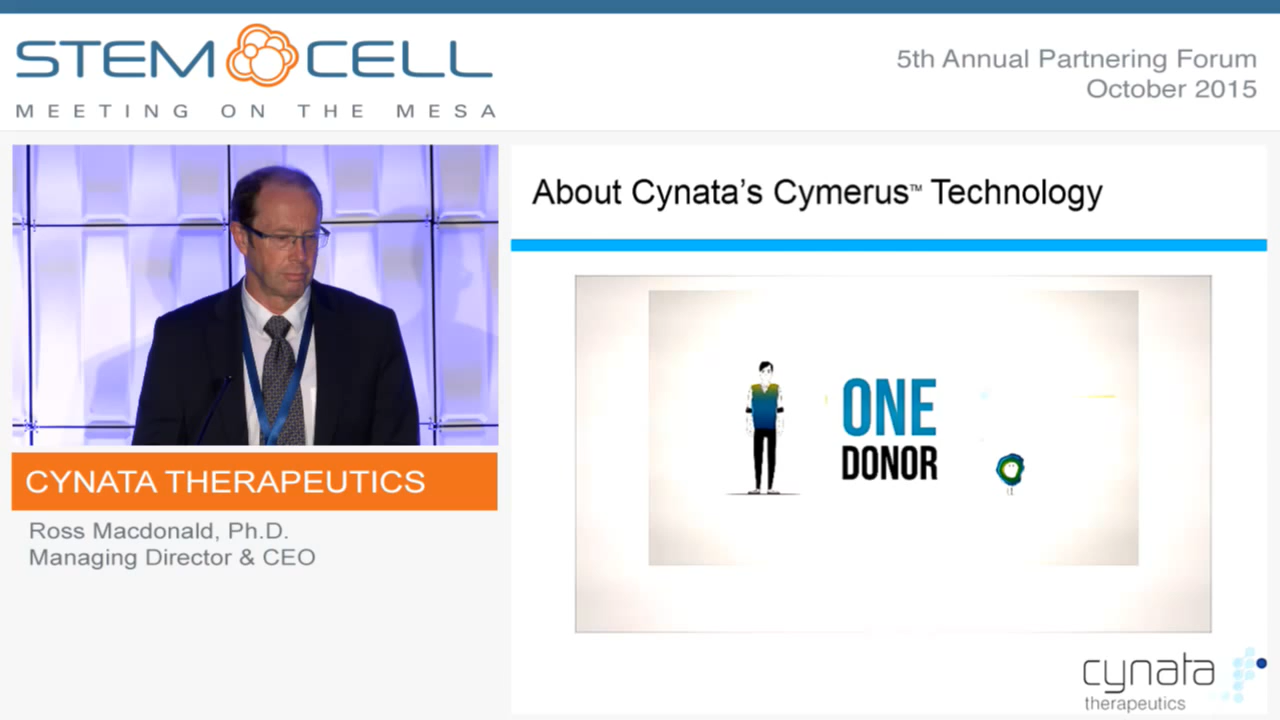 STEM CELL
MEETING ON THE MESA
5th Annual Partnering Forum
October 2015
CYNATA THERAPEUTICS
Ross Macdonald, Ph.D.
Managing Director & CEO
About Cynata's Cymerus™ Technology
ONE
DONOR
cynata
therapeutics